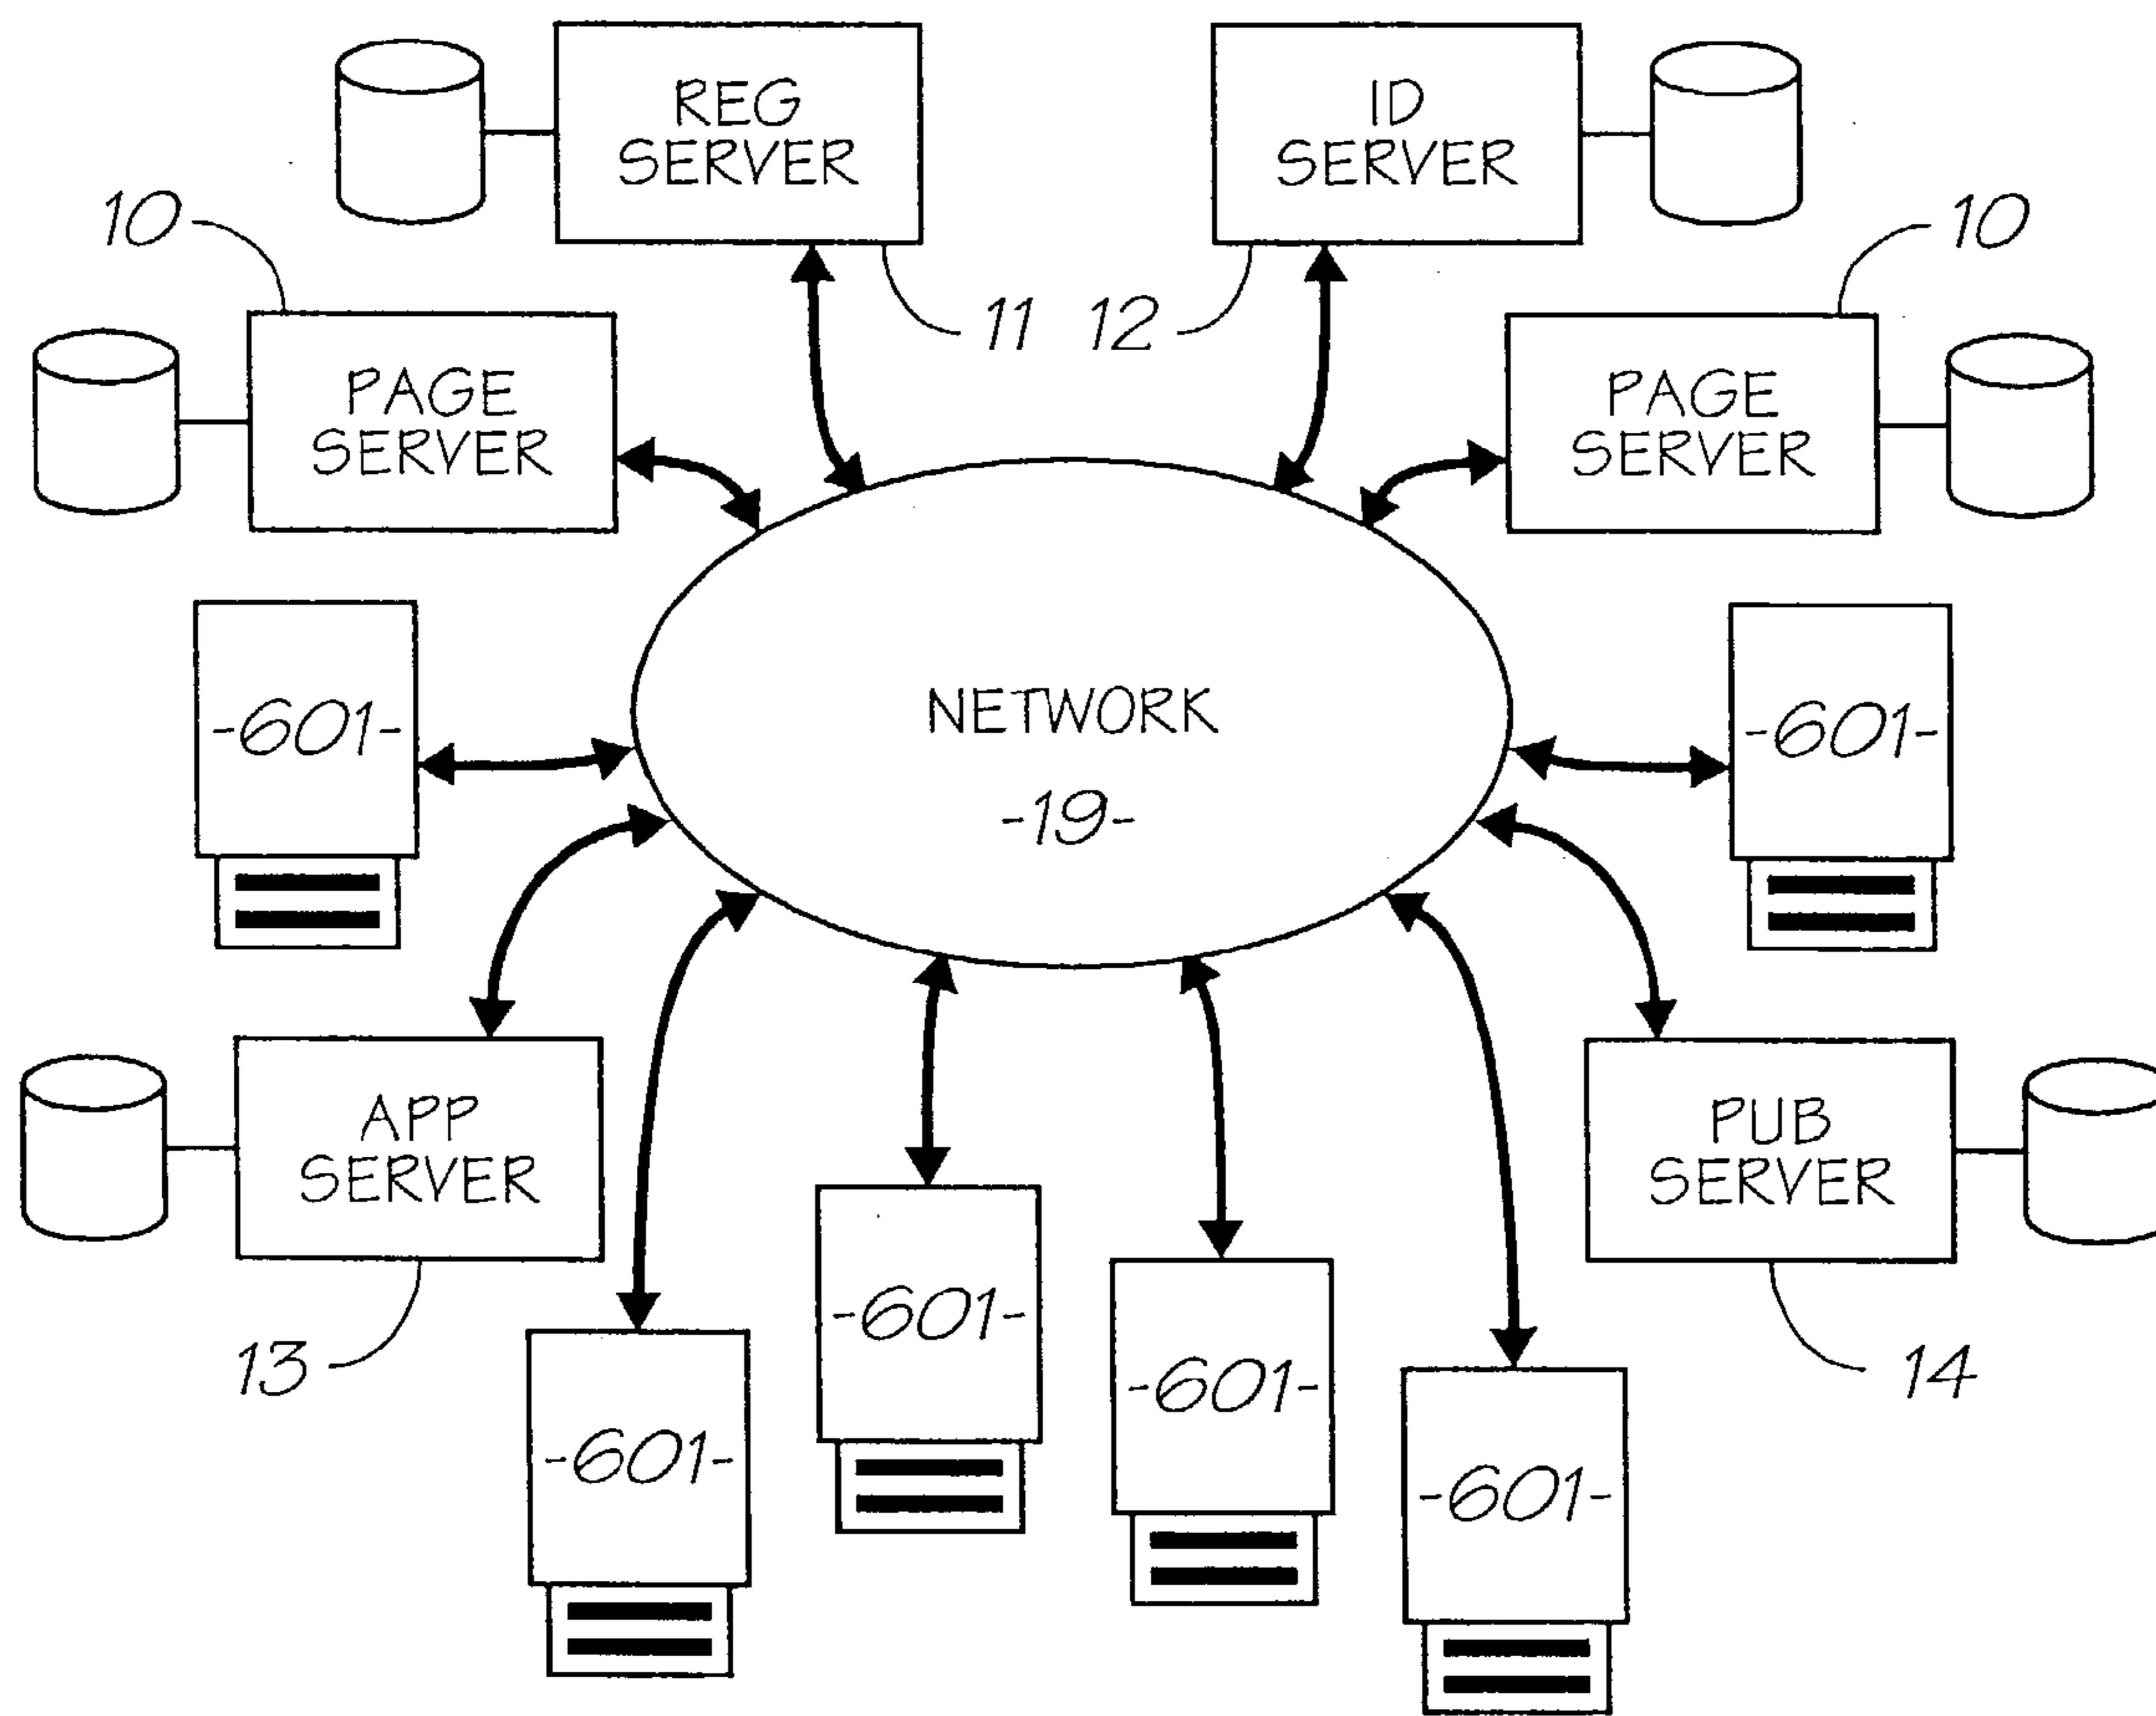 REG
SERVER
ID
SERVER
10
10
11
12
PAGE
SERVER
PAGE
SERVER
-601-
NETWORK
-19-
-601-
APP
SERVER
PUB
SERVER
13
-601-
-601-
-601-
-601-
14